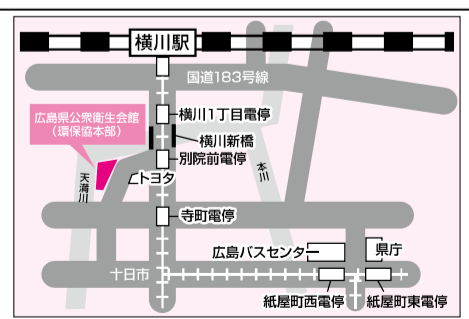 横川駅
国道183号線
広島県公衆衛生会館
（環保協本部）
横川1丁目電停
横川新橋
別院前電停
トヨタ
天満川
本川
寺町電停
広島バスセンター
県庁
十日市
紙屋町西電停
紙屋町東電停